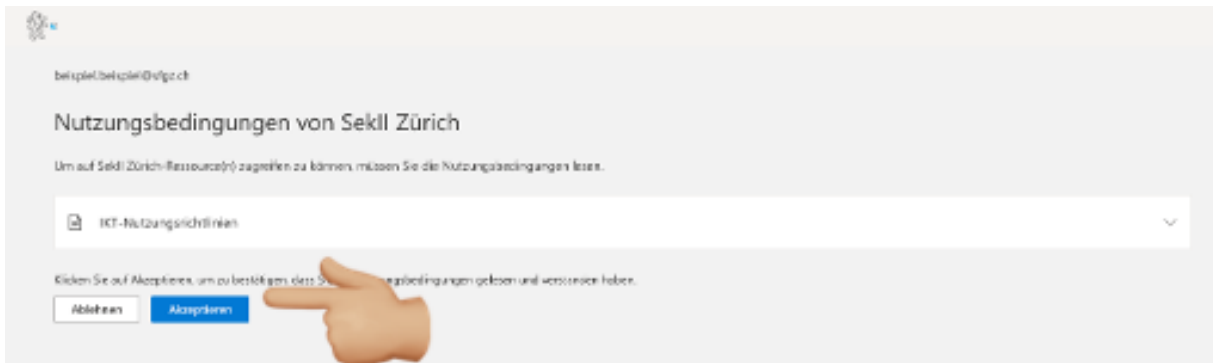 beispiel.beispiel@sfgz.ch
Nutzungsbedingungen von SekII Zürich
Um auf SekII Zürich-Ressource(n) zugreifen zu können, müssen Sie die Nutzungsbedingungen lesen.
IKT-Nutzungsrichtlinien
Klicken Sie auf Akzeptieren, um zu bestätigen, dass gelesen und verstanden haben.
Ablehnen Akzeptieren